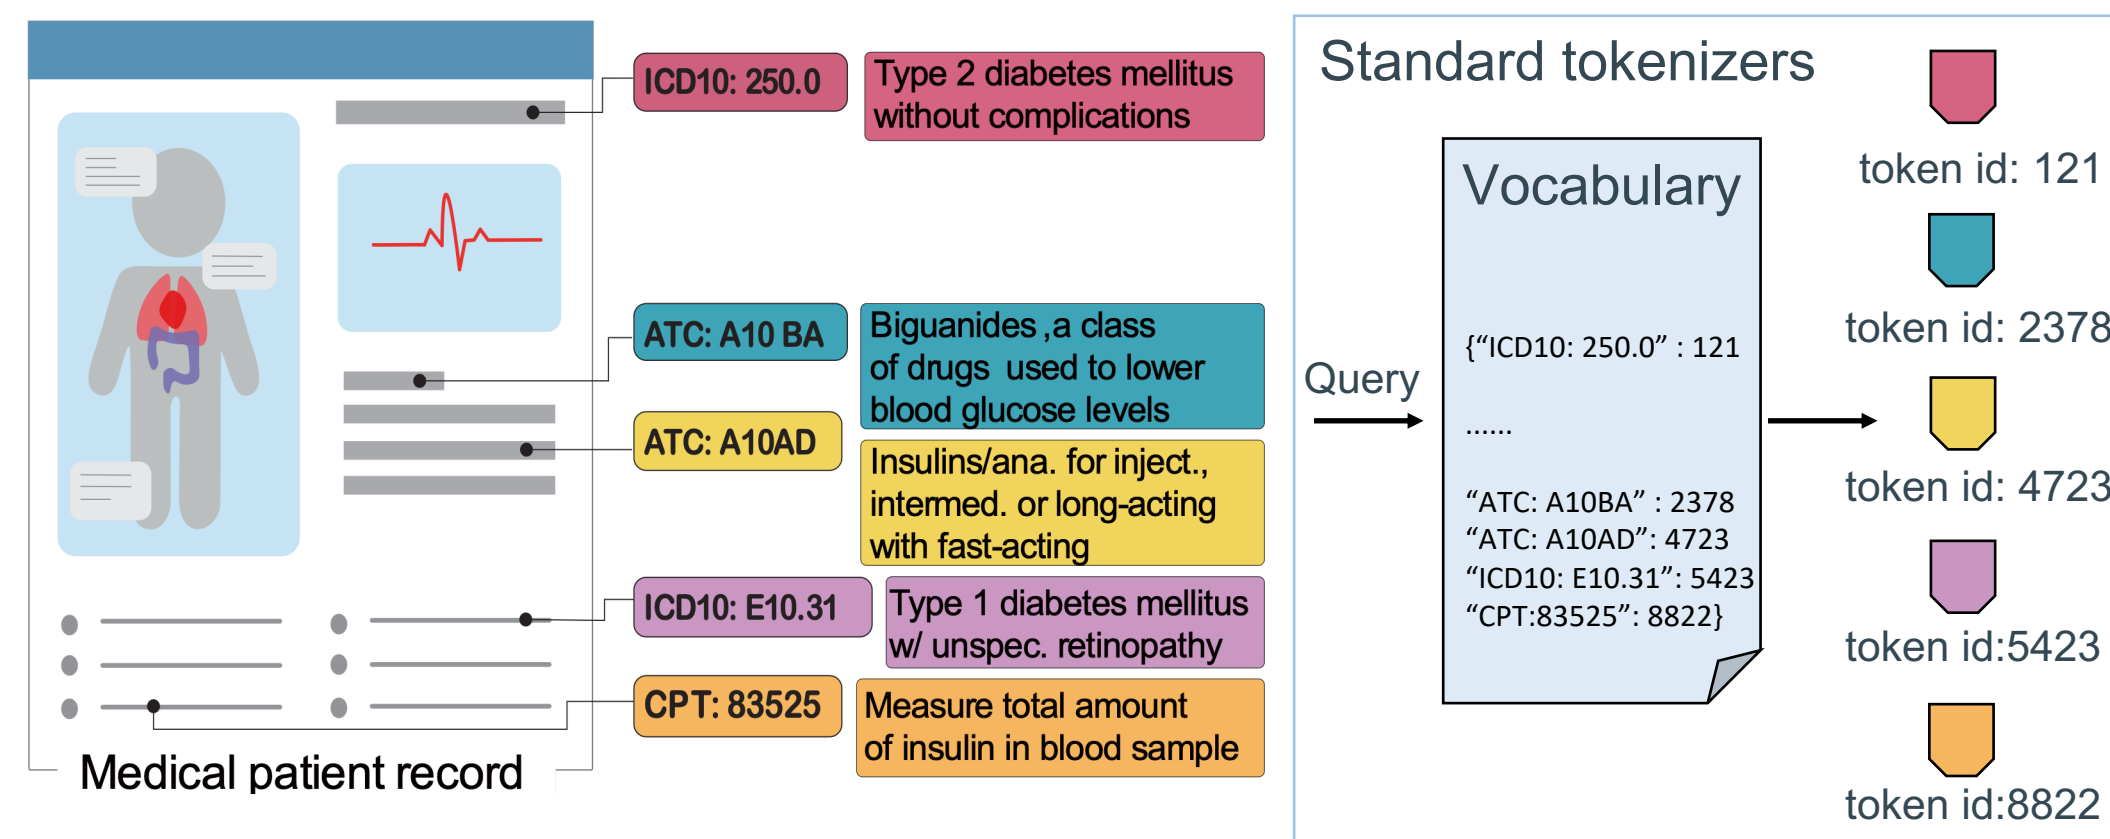 ICD10: 250.0
Type 2 diabetes mellitus
without complications
ATC: A10 BA
Biguanides ,a class
of drugs used to lower
blood glucose levels
ATC: A10AD
Insulins/ana. for inject.,
intermed. or long-acting
with fast-acting
ICD10: E10.31
Type 1 diabetes mellitus
w/ unspec. retinopathy
CPT: 83525
Measure total amount
of insulin in blood sample
Medical patient record
Standard tokenizers
Query
Vocabulary
{“ICD10: 250.0” : 121
......
“ATC: A10BA” : 2378
“ATC: A10AD”: 4723
“ICD10: E10.31”: 5423
“CPT:83525”: 8822}
token id: 121
token id: 2378
token id: 4723
token id:5423
token id:8822